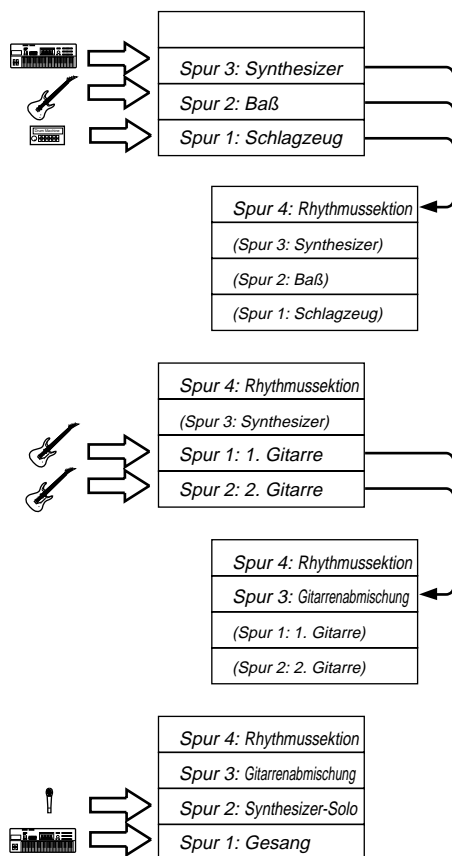 Spur 3: Synthesizer
Spur 2: Baß
Drum Machine
Spur 1: Schlagzeug
Spur 4: Rhythmussektion
(Spur 3: Synthesizer)
(Spur 2: Baß)
(Spur 1: Schlagzeug)
Spur 4: Rhythmussektion
(Spur 3: Synthesizer)
Spur 1: 1. Gitarre
Spur 2: 2. Gitarre
Spur 4: Rhythmussektion
Spur 3: Gitarrenabmischung
(Spur 1: 1. Gitarre)
(Spur 2: 2. Gitarre)
Spur 4: Rhythmussektion
Spur 3: Gitarrenabmischung
Spur 2: Synthesizer-Solo
Spur 1: Gesang